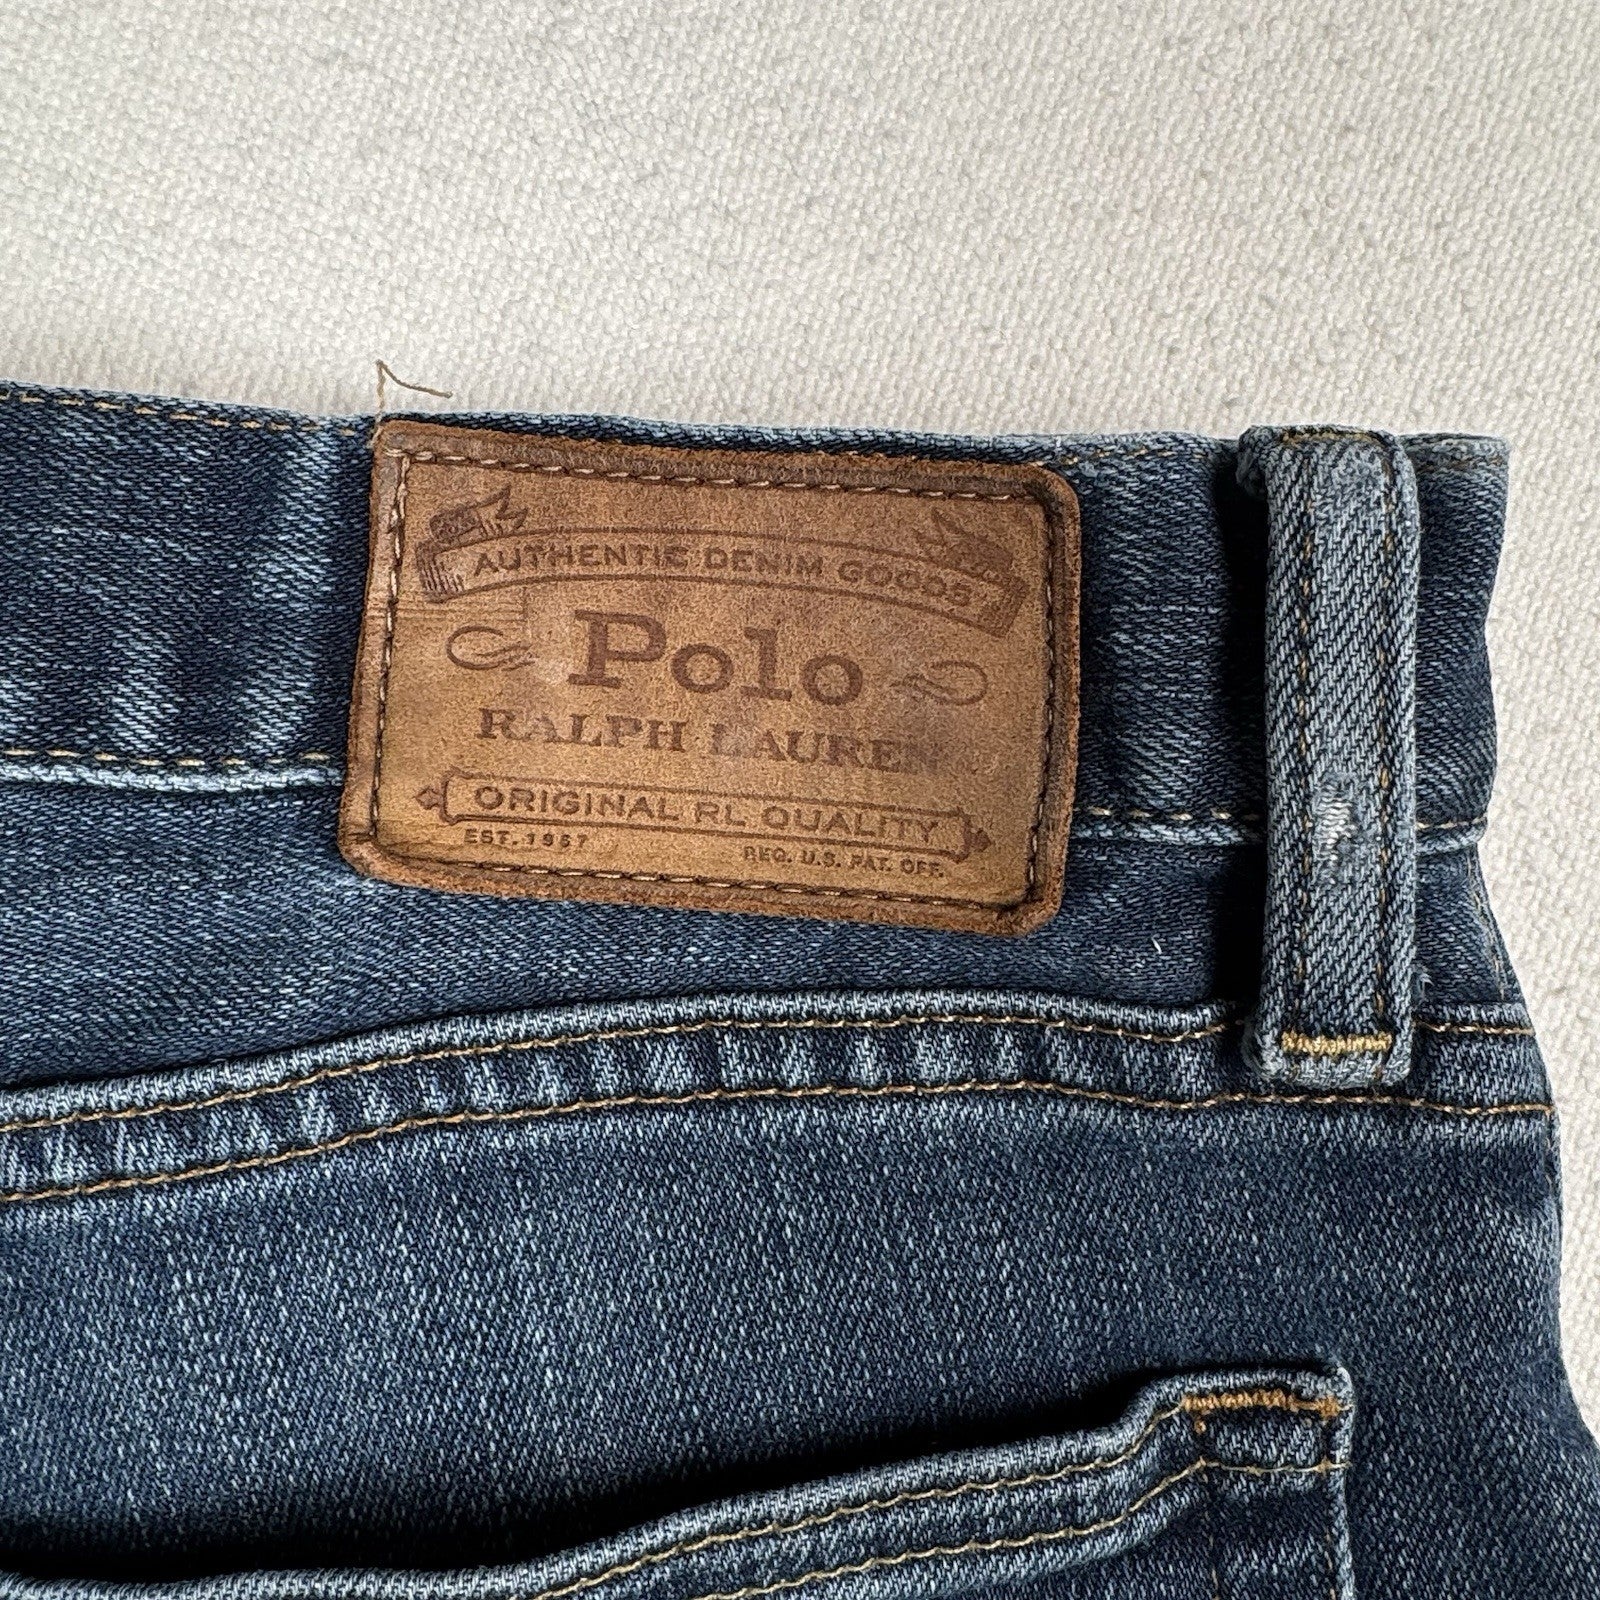 AUTHENTIC DENIM GOODS
Polo
RALPH LAUREN
ORIGINAL RL QUALITY
EST. 1967
REG. U.S. PAT. OFF.